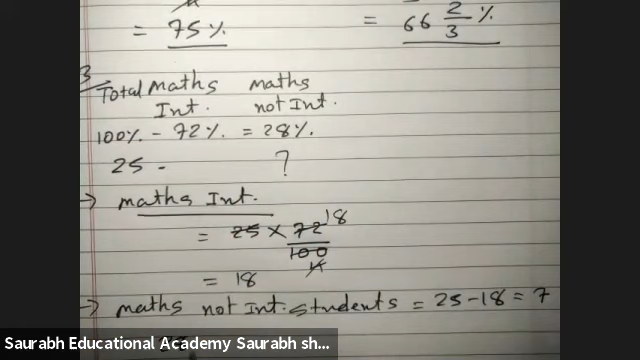 = 75%
= 66 2/3 %
3
Total maths maths
Int. not Int.
100% - 72% = 28%.
25 - ?
→ maths Int.
= 25 × 72 18
100
4
= 18
→ maths not Int. students = 25-18 = 7
Saurabh Educational Academy Saurabh sh...